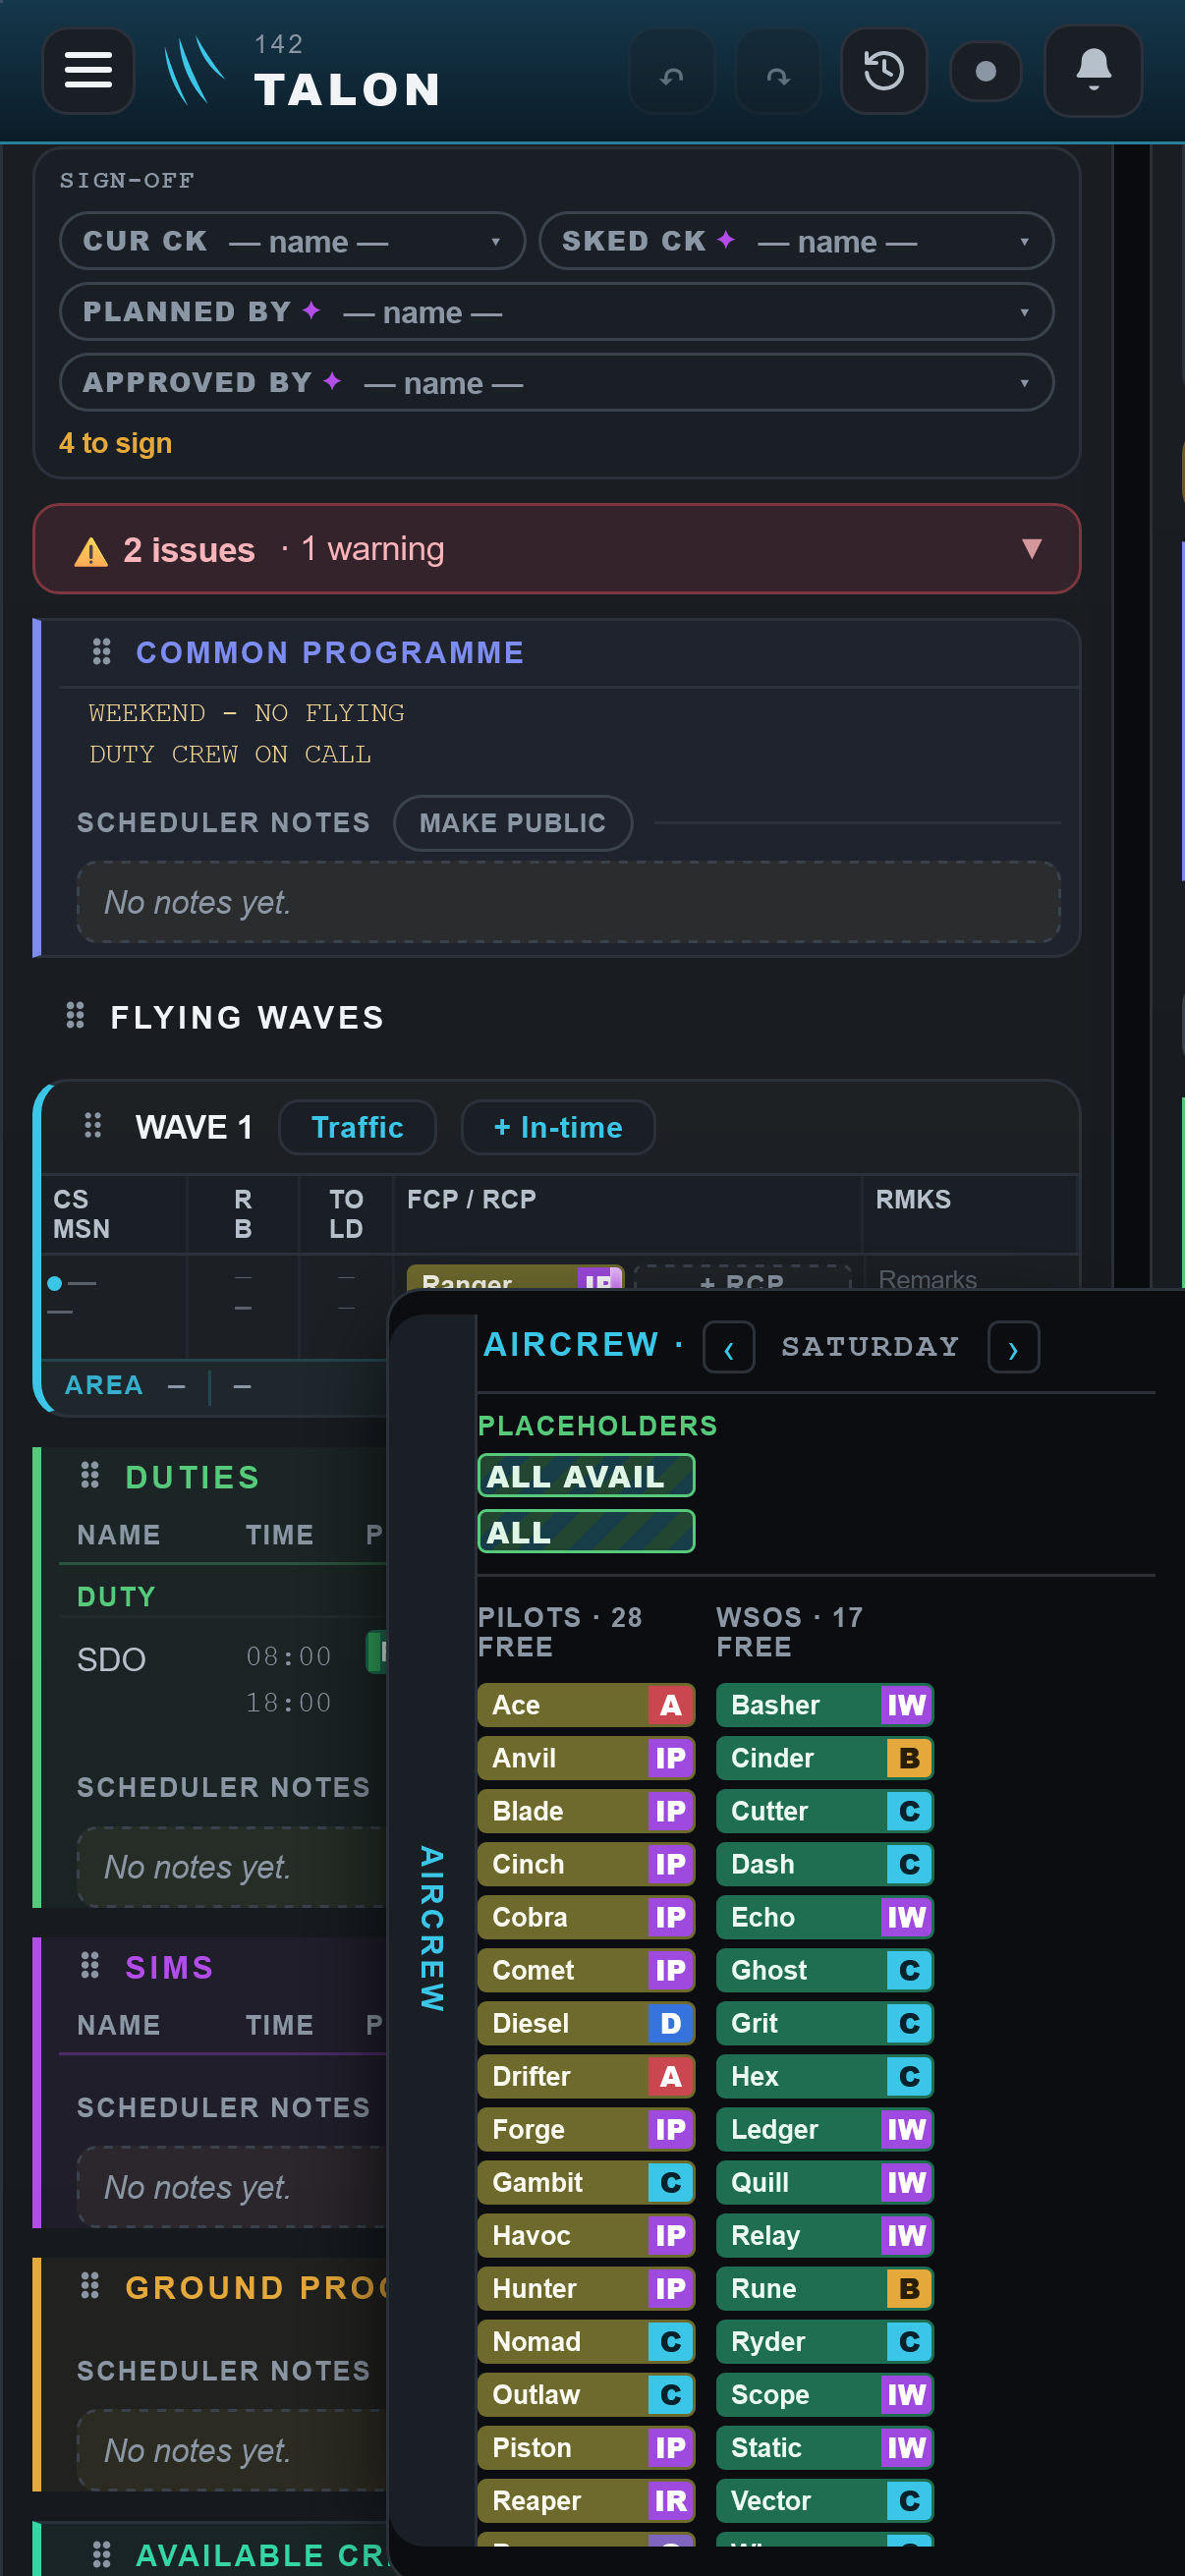 142
TALON
SIGN-OFF
CUR CK — name —
SKED CK — name —
PLANNED BY — name —
APPROVED BY — name —
4 to sign
2 issues · 1 warning
COMMON PROGRAMME
WEEKEND - NO FLYING
DUTY CREW ON CALL
SCHEDULER NOTES MAKE PUBLIC
No notes yet.
FLYING WAVES
WAVE 1 Traffic + In-time
CS R TO FCP / RCP RMKS
MSN B LD
— — — Ranger IP + RCP Remarks
— — —
AREA — | —
DUTIES
NAME TIME P
DUTY
SDO 08:00
18:00
SCHEDULER NOTES
No notes yet.
SIMS
NAME TIME P
SCHEDULER NOTES
No notes yet.
GROUND PROG
SCHEDULER NOTES
No notes yet.
AVAILABLE CR
AIRCREW
AIRCREW · ‹ SATURDAY ›
PLACEHOLDERS
ALL AVAIL
ALL
PILOTS · 28 FREE
WSOS · 17 FREE
Ace A Basher IW
Anvil IP Cinder B
Blade IP Cutter C
Cinch IP Dash C
Cobra IP Echo IW
Comet IP Ghost C
Diesel D Grit C
Drifter A Hex C
Forge IP Ledger IW
Gambit C Quill IW
Havoc IP Relay IW
Hunter IP Rune B
Nomad C Ryder C
Outlaw C Scope IW
Piston IP Static IW
Reaper IR Vector C